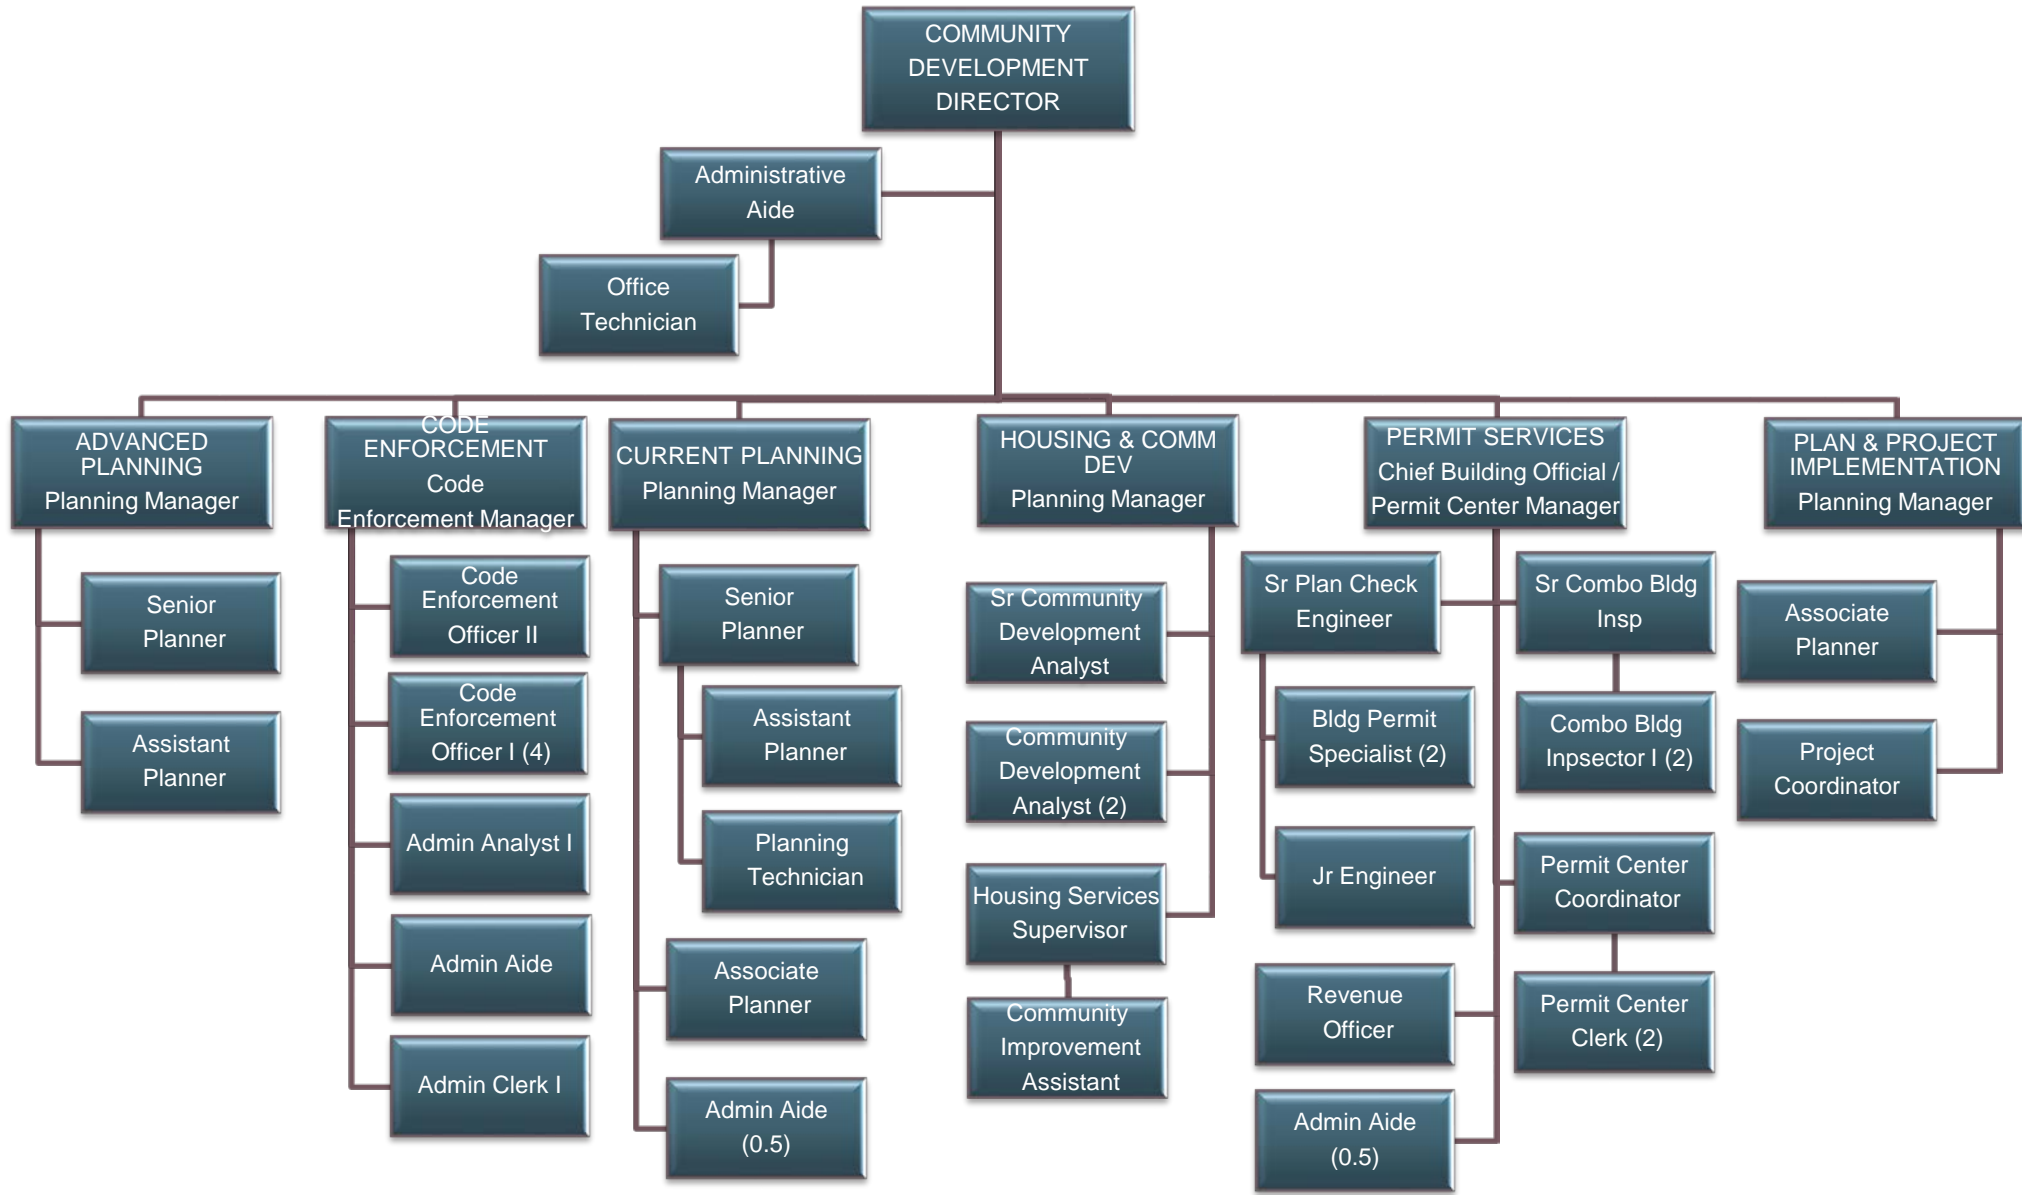 COMMUNITY
DEVELOPMENT
DIRECTOR
Administrative
Aide
Office
Technician
ADVANCED
PLANNING
Planning Manager
Senior
Planner
Assistant
Planner
CODE
ENFORCEMENT
Code
Enforcement Manager
Code
Enforcement
Officer II
Code
Enforcement
Officer I (4)
Admin Analyst I
Admin Aide
Admin Clerk I
CURRENT PLANNING
Planning Manager
Senior
Planner
Assistant
Planner
Planning
Technician
Associate
Planner
Admin Aide
(0.5)
HOUSING & COMM
DEV
Planning Manager
Sr Community
Development
Analyst
Community
Development
Analyst (2)
Housing Services
Supervisor
Community
Improvement
Assistant
PERMIT SERVICES
Chief Building Official /
Permit Center Manager
Sr Plan Check
Engineer
Bldg Permit
Specialist (2)
Jr Engineer
Revenue
Officer
Admin Aide
(0.5)
Sr Combo Bldg
Insp
Combo Bldg
Inpsector I (2)
Permit Center
Coordinator
Permit Center
Clerk (2)
PLAN & PROJECT
IMPLEMENTATION
Planning Manager
Associate
Planner
Project
Coordinator